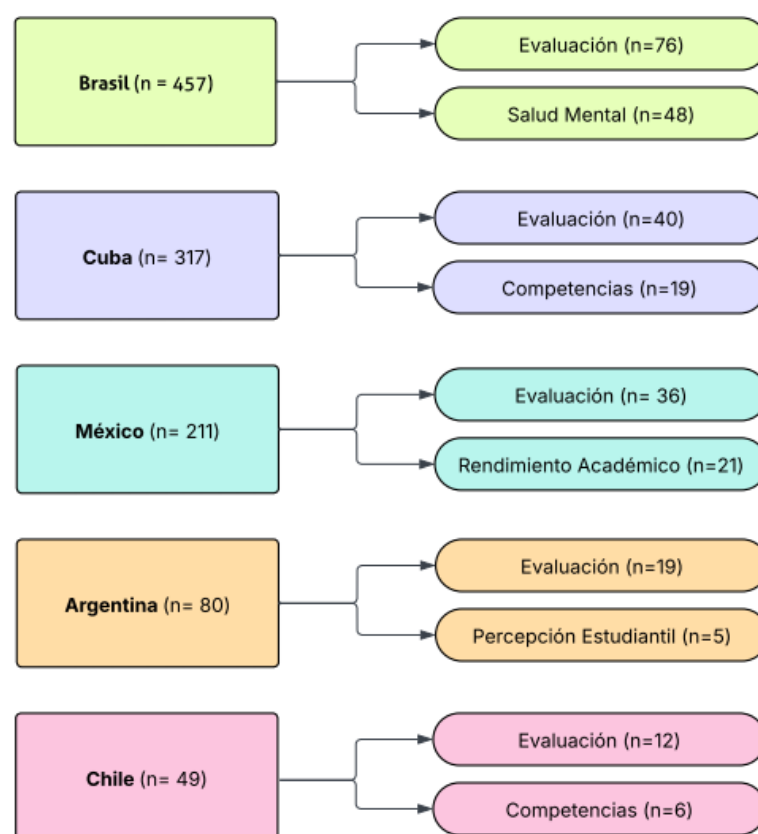 Brasil (n = 457)
Evaluación (n=76)
Salud Mental (n=48)
Cuba (n= 317)
Evaluación (n=40)
Competencias (n=19)
México (n= 211)
Evaluación (n= 36)
Rendimiento Académico (n=21)
Argentina (n= 80)
Evaluación (n=19)
Percepción Estudiantil (n=5)
Chile (n= 49)
Evaluación (n=12)
Competencias (n=6)